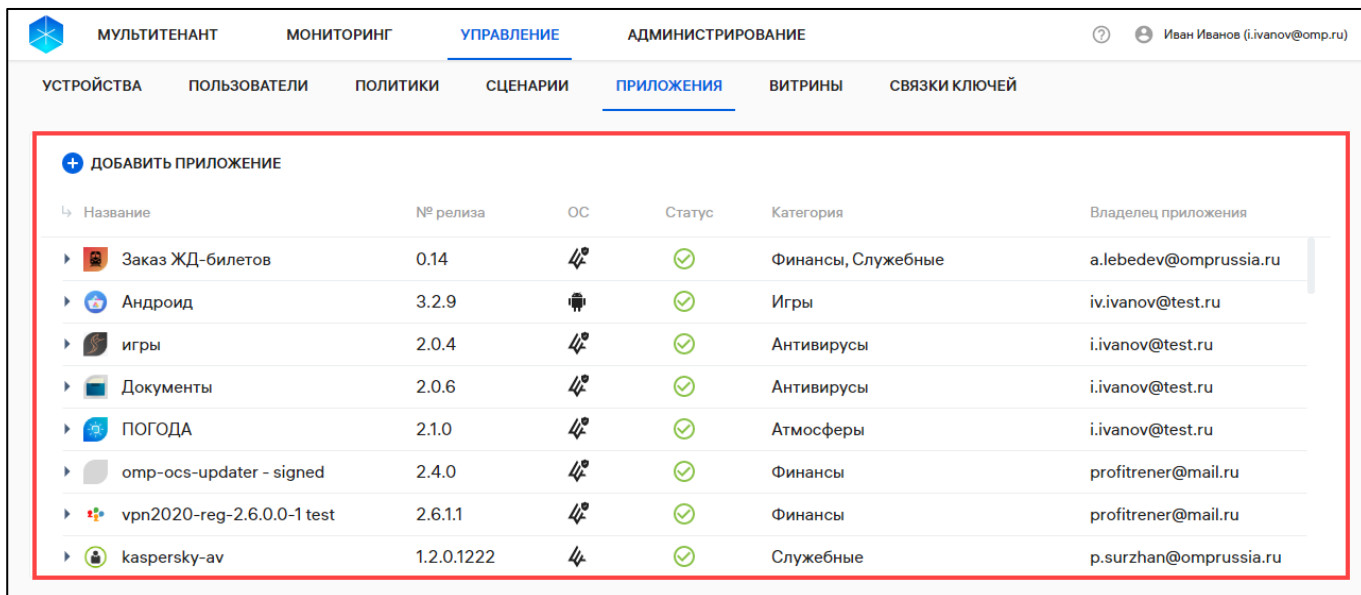 МУЛЬТИТЕНАНТ МОНИТОРИНГ УПРАВЛЕНИЕ АДМИНИСТРИРОВАНИЕ ? Иван Иванов (i.ivanov@omp.ru)
УСТРОЙСТВА ПОЛЬЗОВАТЕЛИ ПОЛИТИКИ СЦЕНАРИИ ПРИЛОЖЕНИЯ ВИТРИНЫ СВЯЗКИ КЛЮЧЕЙ
ДОБАВИТЬ ПРИЛОЖЕНИЕ
Название № релиза ОС Статус Категория Владелец приложения
Заказ ЖД-билетов 0.14 Финансы, Служебные a.lebedev@omprussia.ru
Андроид 3.2.9 Игры iv.ivanov@test.ru
игры 2.0.4 Антивирусы i.ivanov@test.ru
Документы 2.0.6 Антивирусы i.ivanov@test.ru
ПОГОДА 2.1.0 Атмосферы i.ivanov@test.ru
omp-ocs-updater - signed 2.4.0 Финансы profitrener@mail.ru
vpn2020-reg-2.6.0.0-1 test 2.6.1.1 Финансы profitrener@mail.ru
kaspersky-av 1.2.0.1222 Служебные p.surzhan@omprussia.ru